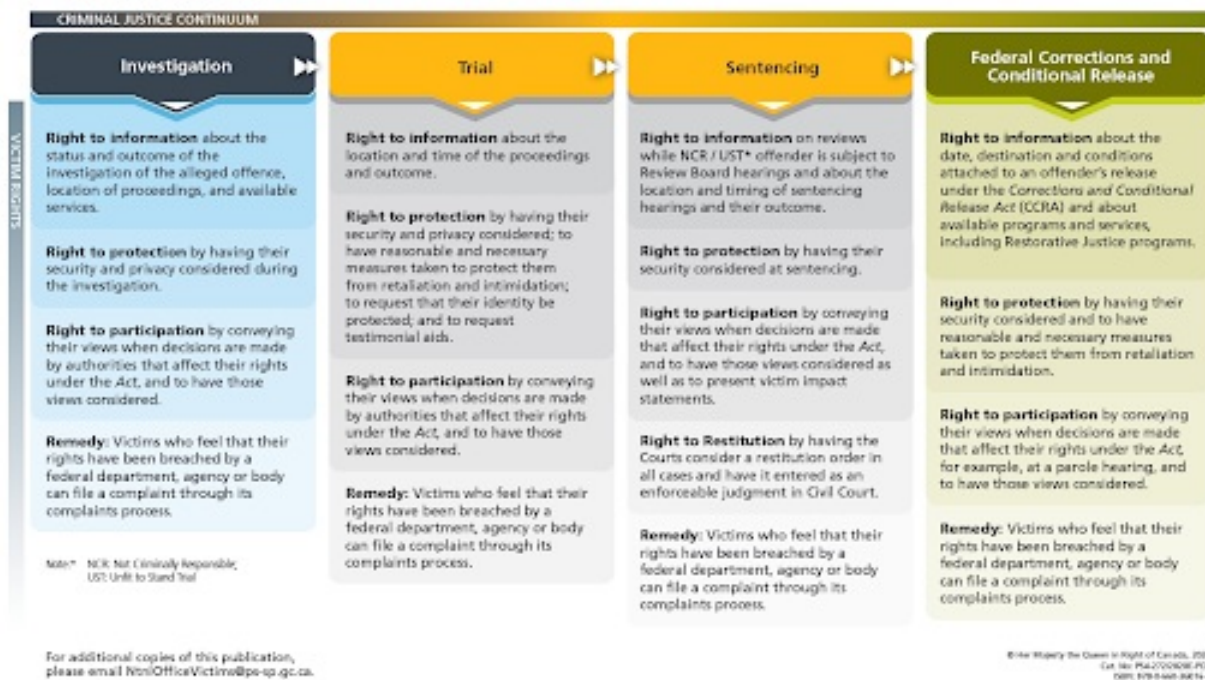 CRIMINAL JUSTICE CONTINUUM
VICTIM RIGHTS
Investigation
Right to information about the
status and outcome of the
investigation of the alleged offence,
location of proceedings, and available
services.
Right to protection by having their
security and privacy considered during
the investigation.
Right to participation by conveying
their views when decisions are made
by authorities that affect their rights
under the Act, and to have those
views considered.
Remedy: Victims who feel that their
rights have been breached by a
federal department, agency or body
can file a complaint through its
complaints process.
Note:* NCR: Not Criminally Responsible;
UST: Unfit to Stand Trial
Trial
Right to information about the
location and time of the proceedings
and outcome.
Right to protection by having their
security and privacy considered; to
have reasonable and necessary
measures taken to protect them
from retaliation and intimidation;
to request that their identity be
protected; and to request
testimonial aids.
Right to participation by conveying
their views when decisions are made
by authorities that affect their rights
under the Act, and to have those
views considered.
Remedy: Victims who feel that their
rights have been breached by a
federal department, agency or body
can file a complaint through its
complaints process.
Sentencing
Right to information on reviews
while NCR / UST* offender is subject to
Review Board hearings and about the
location and timing of sentencing
hearings and their outcome.
Right to protection by having their
security considered at sentencing.
Right to participation by conveying
their views when decisions are made
that affect their rights under the Act,
and to have those views considered as
well as to present victim impact
statements.
Right to Restitution by having the
Courts consider a restitution order in
all cases and have it entered as an
enforceable judgment in Civil Court.
Remedy: Victims who feel that their
rights have been breached by a
federal department, agency or body
can file a complaint through its
complaints process.
Federal Corrections and
Conditional Release
Right to information about the
date, destination and conditions
attached to an offender's release
under the Corrections and Conditional
Release Act (CCRA) and about
available programs and services,
including Restorative Justice programs.
Right to protection by having their
security considered and to have
reasonable and necessary measures
taken to protect them from retaliation
and intimidation.
Right to participation by conveying
their views when decisions are made
that affect their rights under the Act,
for example, at a parole hearing, and
to have those views considered.
Remedy: Victims who feel that their
rights have been breached by a
federal department, agency or body
can file a complaint through its
complaints process.
For additional copies of this publication,
please email NtnlOfficeVictims@ps-sp.gc.ca.
© Her Majesty the Queen in Right of Canada,
Cat. No:
ISBN: